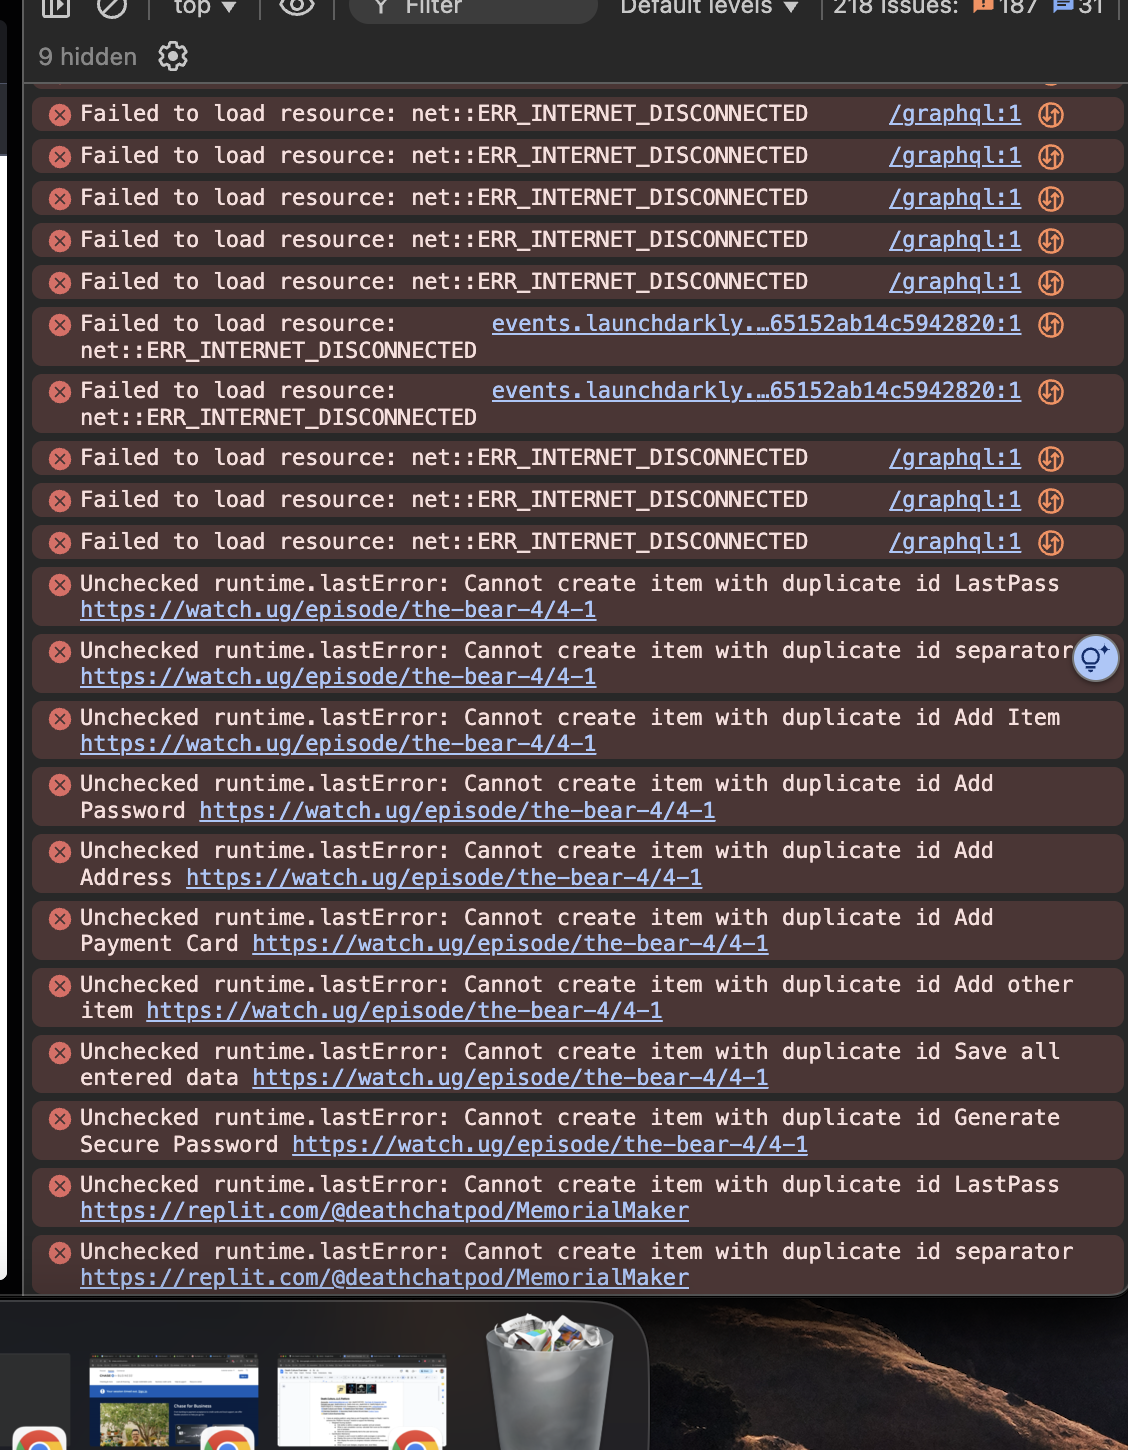 top ▼ Filter Default levels ▼ 218 Issues: 187 31
9 hidden
Failed to load resource: net::ERR_INTERNET_DISCONNECTED /graphql:1
Failed to load resource: net::ERR_INTERNET_DISCONNECTED /graphql:1
Failed to load resource: net::ERR_INTERNET_DISCONNECTED /graphql:1
Failed to load resource: net::ERR_INTERNET_DISCONNECTED /graphql:1
Failed to load resource: net::ERR_INTERNET_DISCONNECTED /graphql:1
Failed to load resource: events.launchdarkly.…65152ab14c5942820:1
net::ERR_INTERNET_DISCONNECTED
Failed to load resource: events.launchdarkly.…65152ab14c5942820:1
net::ERR_INTERNET_DISCONNECTED
Failed to load resource: net::ERR_INTERNET_DISCONNECTED /graphql:1
Failed to load resource: net::ERR_INTERNET_DISCONNECTED /graphql:1
Failed to load resource: net::ERR_INTERNET_DISCONNECTED /graphql:1
Unchecked runtime.lastError: Cannot create item with duplicate id LastPass
https://watch.ug/episode/the-bear-4/4-1
Unchecked runtime.lastError: Cannot create item with duplicate id separator
https://watch.ug/episode/the-bear-4/4-1
Unchecked runtime.lastError: Cannot create item with duplicate id Add Item
https://watch.ug/episode/the-bear-4/4-1
Unchecked runtime.lastError: Cannot create item with duplicate id Add
Password https://watch.ug/episode/the-bear-4/4-1
Unchecked runtime.lastError: Cannot create item with duplicate id Add
Address https://watch.ug/episode/the-bear-4/4-1
Unchecked runtime.lastError: Cannot create item with duplicate id Add
Payment Card https://watch.ug/episode/the-bear-4/4-1
Unchecked runtime.lastError: Cannot create item with duplicate id Add other
item https://watch.ug/episode/the-bear-4/4-1
Unchecked runtime.lastError: Cannot create item with duplicate id Save all
entered data https://watch.ug/episode/the-bear-4/4-1
Unchecked runtime.lastError: Cannot create item with duplicate id Generate
Secure Password https://watch.ug/episode/the-bear-4/4-1
Unchecked runtime.lastError: Cannot create item with duplicate id LastPass
https://replit.com/@deathchatpod/MemorialMaker
Unchecked runtime.lastError: Cannot create item with duplicate id separator
https://replit.com/@deathchatpod/MemorialMaker
Chase for Business